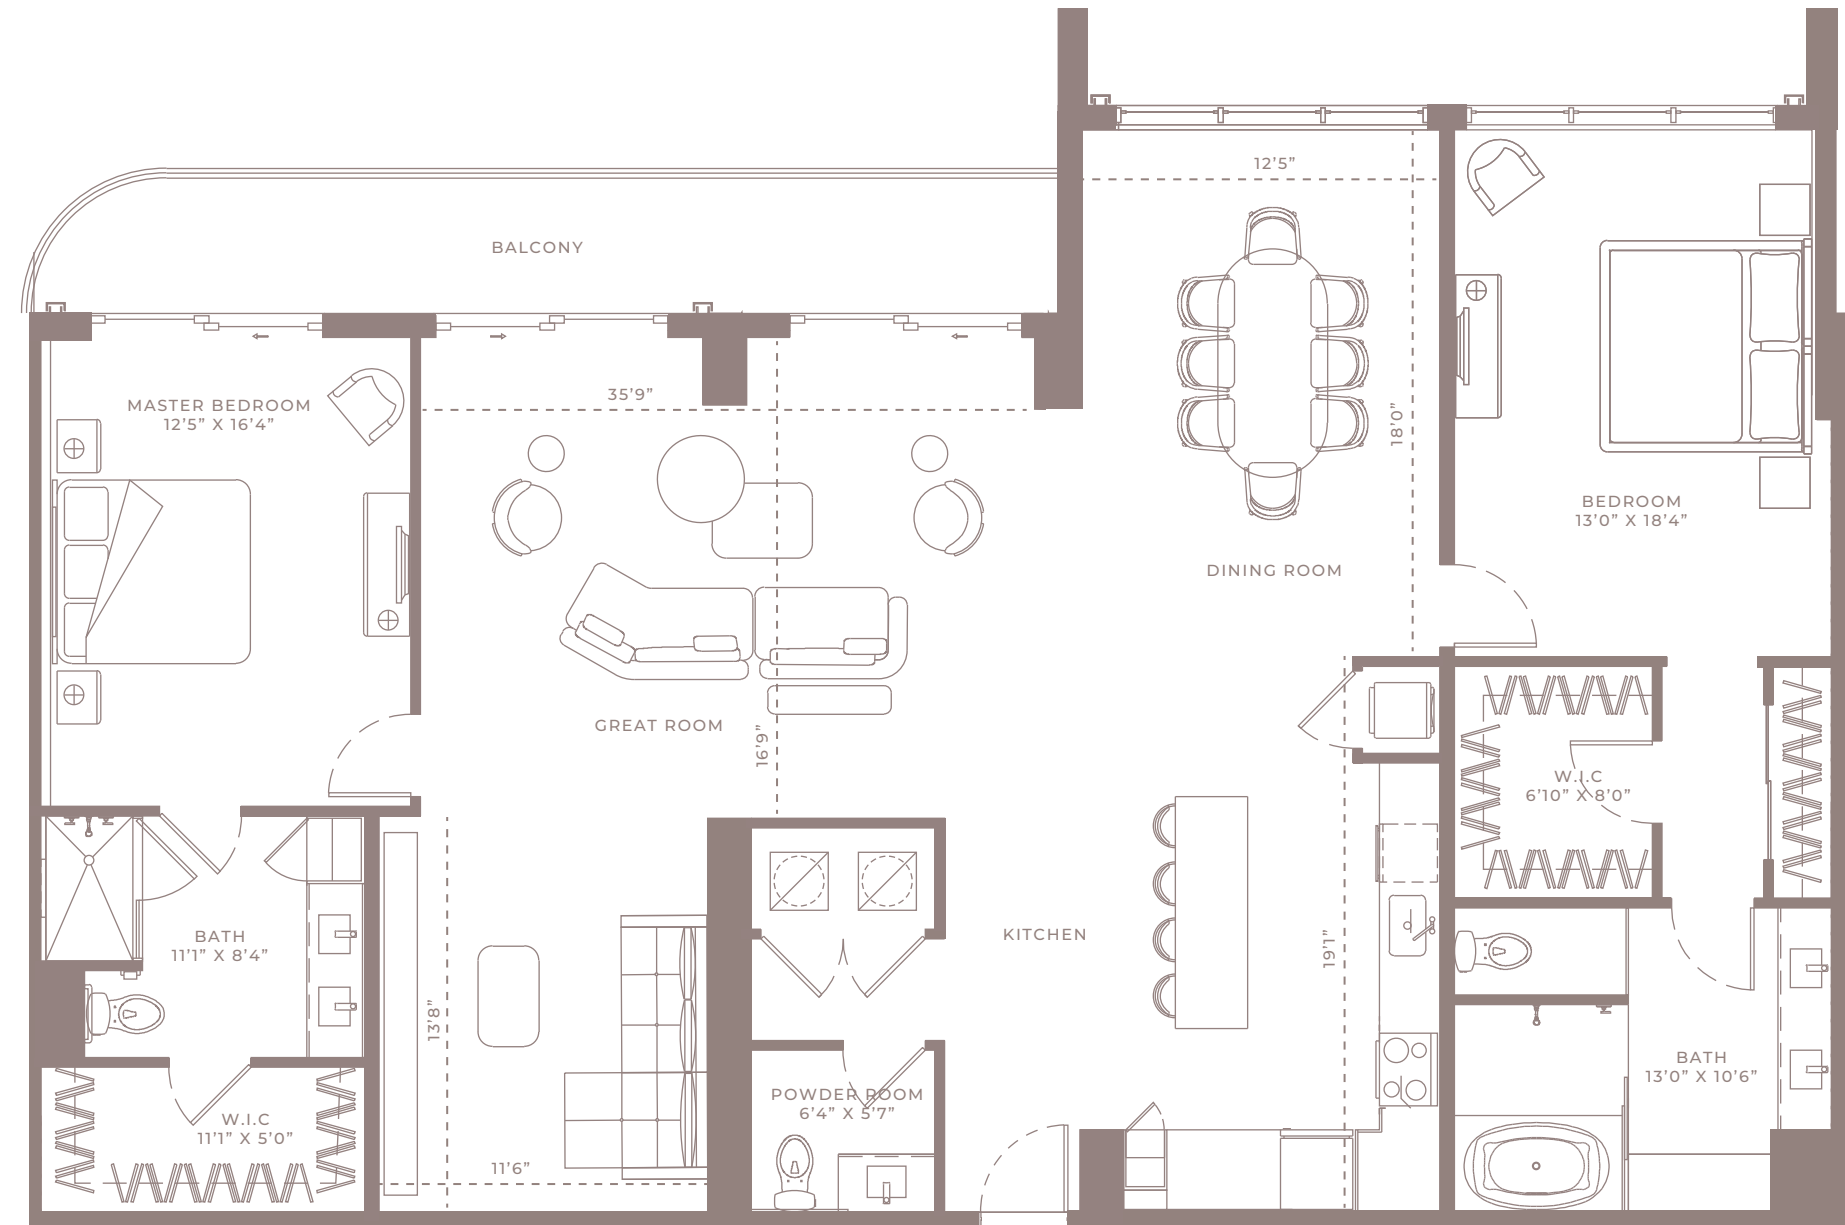 12’5”
BALCONY
35’9”
MASTER BEDROOM
12’5” X 16’4”
18’0”
BEDROOM
13’0” X 18’4”
DINING ROOM
GREAT ROOM
16’9”
W.I.C
6’10” X 8’0”
BATH
11’1” X 8’4”
KITCHEN
19’1”
13’8”
BATH
13’0” X 10’6”
POWDER ROOM
6’4” X 5’7”
W.I.C
11’1” X 5’0”
11’6”